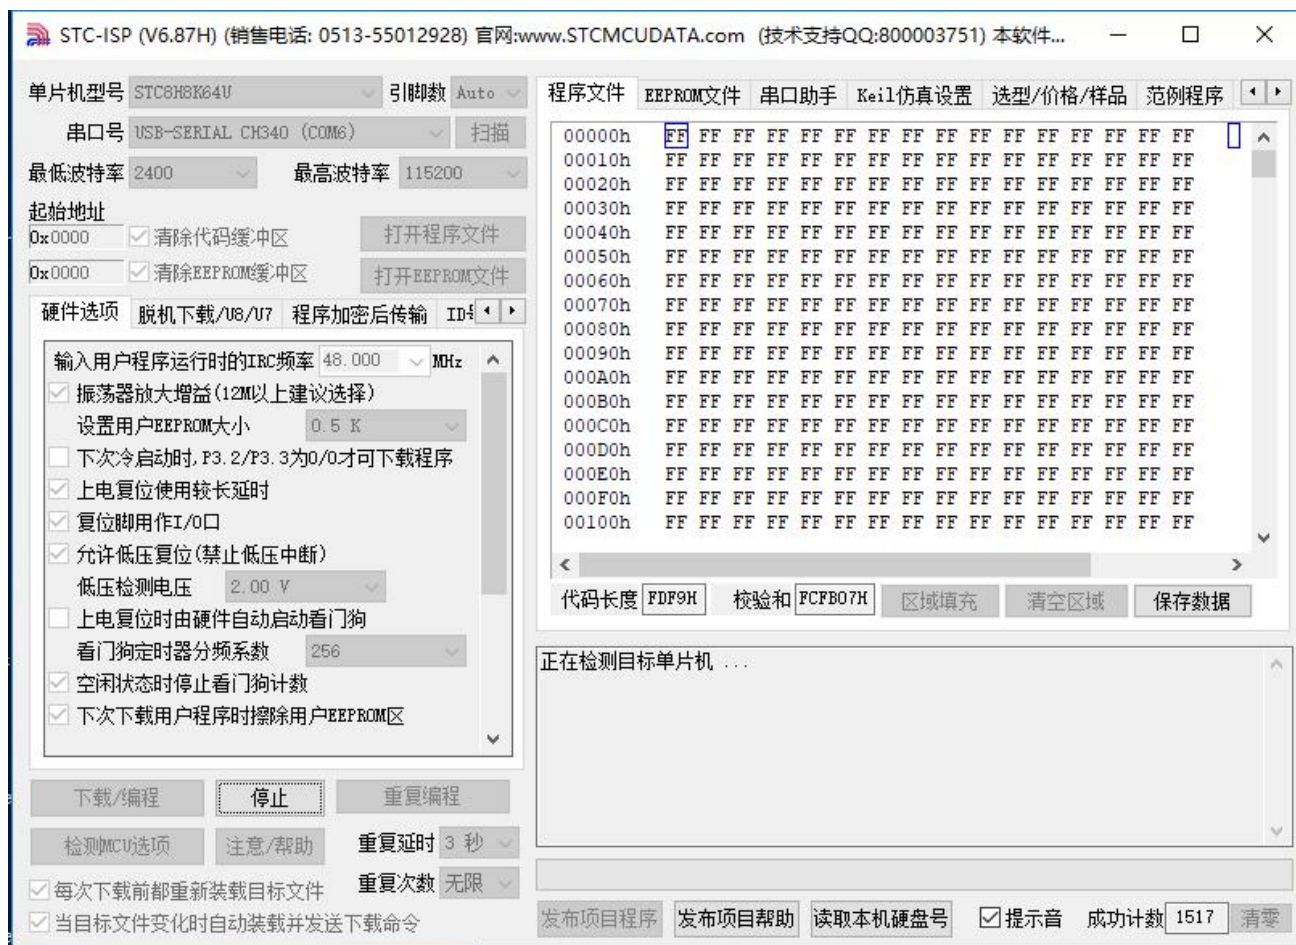 STC-ISP (V6.87H) (销售电话: 0513-55012928) 官网:www.STCMCUDATA.com (技术支持QQ:800003751) 本软件...
单片机型号 STC8H8K64U 引脚数 Auto
串口号 USB-SERIAL CH340 (COM6) 扫描
最低波特率 2400 最高波特率 115200
起始地址
0x0000 清除代码缓冲区 打开程序文件
0x0000 清除EEPROM缓冲区 打开EEPROM文件
硬件选项 脱机下载/U8/U7 程序加密后传输
输入用户程序运行时的IRC频率 48.000 MHz
振荡器放大增益(12M以上建议选择)
设置用户EEPROM大小 0.5 K
下次冷启动时,P3.2/P3.3为0/0才可下载程序
上电复位使用较长延时
复位脚用作I/O口
允许低压复位(禁止低压中断)
低压检测电压 2.00 V
上电复位时由硬件自动启动看门狗
看门狗定时器分频系数 256
空闲状态时停止看门狗计数
下次下载用户程序时擦除用户EEPROM区
下载/编程 停止 重复编程
检测MCU选项 注意/帮助 重复延时 3 秒
每次下载前都重新装载目标文件 重复次数 无限
当目标文件变化时自动装载并发送下载命令
程序文件 EEPROM文件 串口助手 Keil仿真设置 选型/价格/样品 范例程序
00000h FF FF FF FF FF FF FF FF FF FF FF FF FF FF FF FF
00010h FF FF FF FF FF FF FF FF FF FF FF FF FF FF FF FF
00020h FF FF FF FF FF FF FF FF FF FF FF FF FF FF FF FF
00030h FF FF FF FF FF FF FF FF FF FF FF FF FF FF FF FF
00040h FF FF FF FF FF FF FF FF FF FF FF FF FF FF FF FF
00050h FF FF FF FF FF FF FF FF FF FF FF FF FF FF FF FF
00060h FF FF FF FF FF FF FF FF FF FF FF FF FF FF FF FF
00070h FF FF FF FF FF FF FF FF FF FF FF FF FF FF FF FF
00080h FF FF FF FF FF FF FF FF FF FF FF FF FF FF FF FF
00090h FF FF FF FF FF FF FF FF FF FF FF FF FF FF FF FF
000A0h FF FF FF FF FF FF FF FF FF FF FF FF FF FF FF FF
000B0h FF FF FF FF FF FF FF FF FF FF FF FF FF FF FF FF
000C0h FF FF FF FF FF FF FF FF FF FF FF FF FF FF FF FF
000D0h FF FF FF FF FF FF FF FF FF FF FF FF FF FF FF FF
000E0h FF FF FF FF FF FF FF FF FF FF FF FF FF FF FF FF
000F0h FF FF FF FF FF FF FF FF FF FF FF FF FF FF FF FF
00100h FF FF FF FF FF FF FF FF FF FF FF FF FF FF FF FF
代码长度 FDF9H 校验和 FCFB07H 区域填充 清空区域 保存数据
正在检测目标单片机 ...
发布项目程序 发布项目帮助 读取本机硬盘号 提示音 成功计数 1517 清零